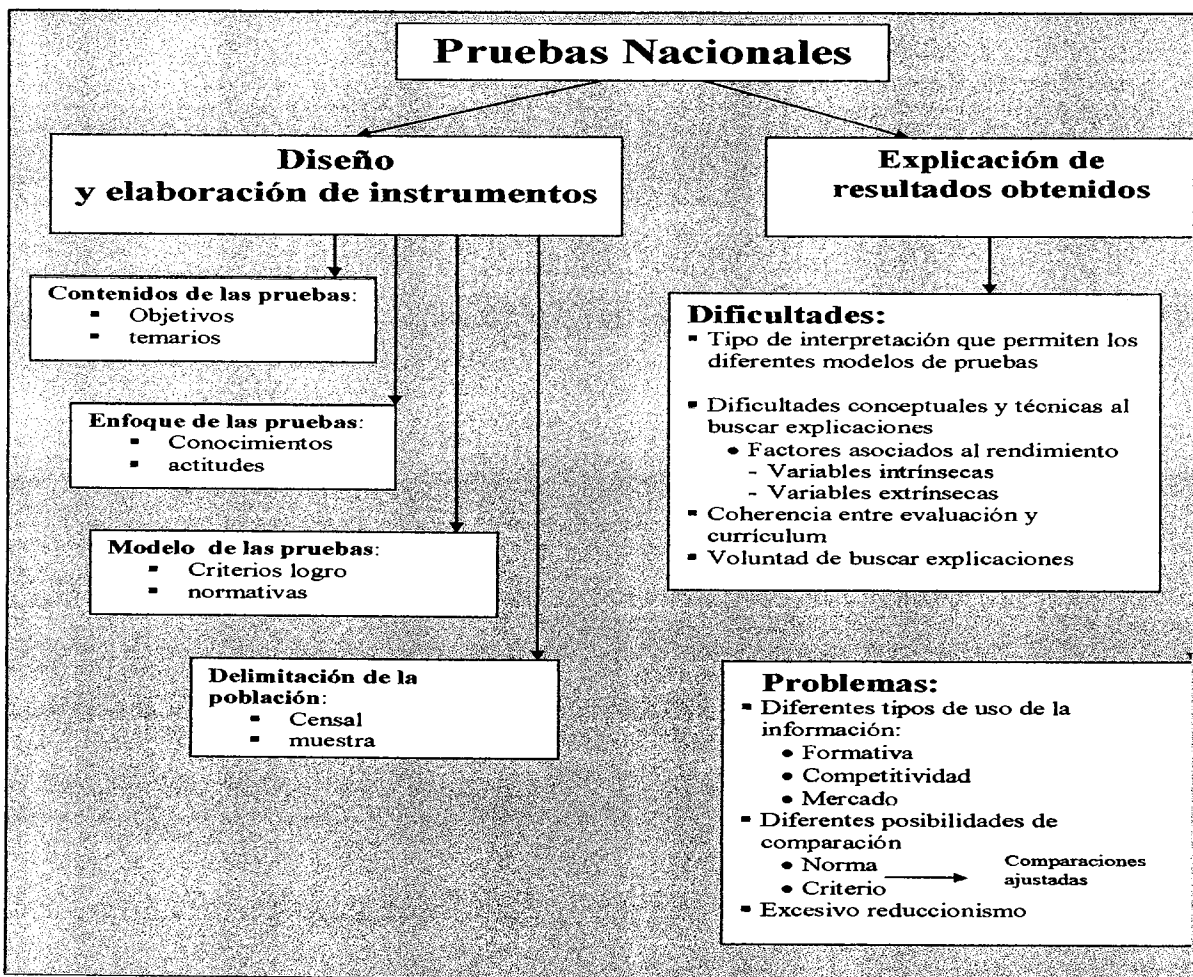 Pruebas Nacionales
Diseño
y elaboración de instrumentos
Explicación de
resultados obtenidos
Contenidos de las pruebas:
▪ Objetivos
▪ temarios
Enfoque de las pruebas:
▪ Conocimientos
▪ actitudes
Modelo de las pruebas:
▪ Criterios logro
▪ normativas
Delimitación de la
población:
▪ Censal
▪ muestra
Dificultades:
▪ Tipo de interpretación que permiten los
diferentes modelos de pruebas
▪ Dificultades conceptuales y técnicas al
buscar explicaciones
• Factores asociados al rendimiento
- Variables intrínsecas
- Variables extrínsecas
▪ Coherencia entre evaluación y
currículum
▪ Voluntad de buscar explicaciones
Problemas:
▪ Diferentes tipos de uso de la
información:
• Formativa
• Competitividad
• Mercado
▪ Diferentes posibilidades de
comparación
• Norma
• Criterio
Comparaciones
ajustadas
▪ Excesivo reduccionismo